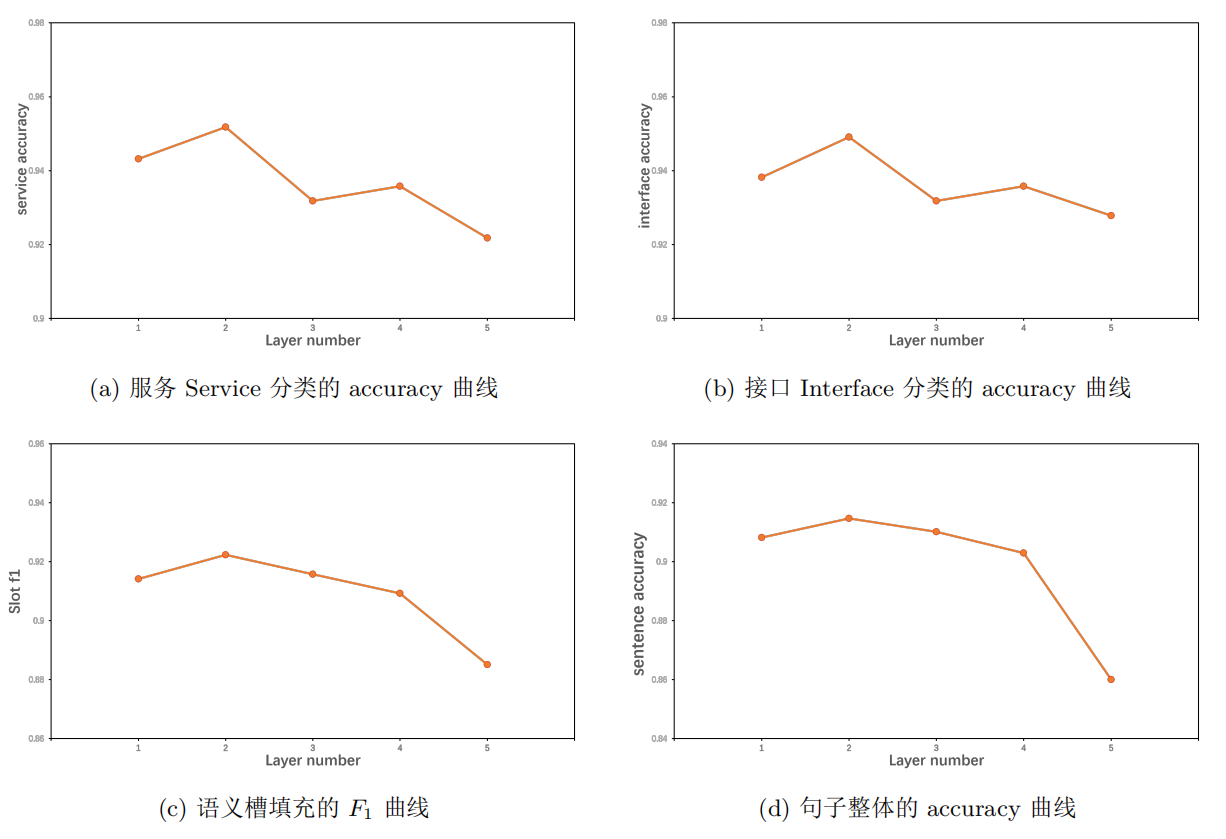 0.98
0.96
0.94
0.92
0.9
service accuracy
1 2 3 4 5
Layer number
(a) 服务 Service 分类的 accuracy 曲线
0.98
0.96
0.94
0.92
0.9
interface accuracy
1 2 3 4 5
Layer number
(b) 接口 Interface 分类的 accuracy 曲线
0.96
0.94
0.92
0.9
0.88
0.86
Slot f1
1 2 3 4 5
Layer number
(c) 语义槽填充的 F₁ 曲线
0.94
0.92
0.9
0.88
0.86
0.84
sentence accuracy
1 2 3 4 5
Layer number
(d) 句子整体的 accuracy 曲线